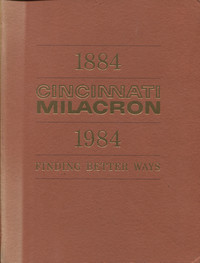 1884
CINCINNATI
MILACRON
1984
FINDING BETTER WAYS